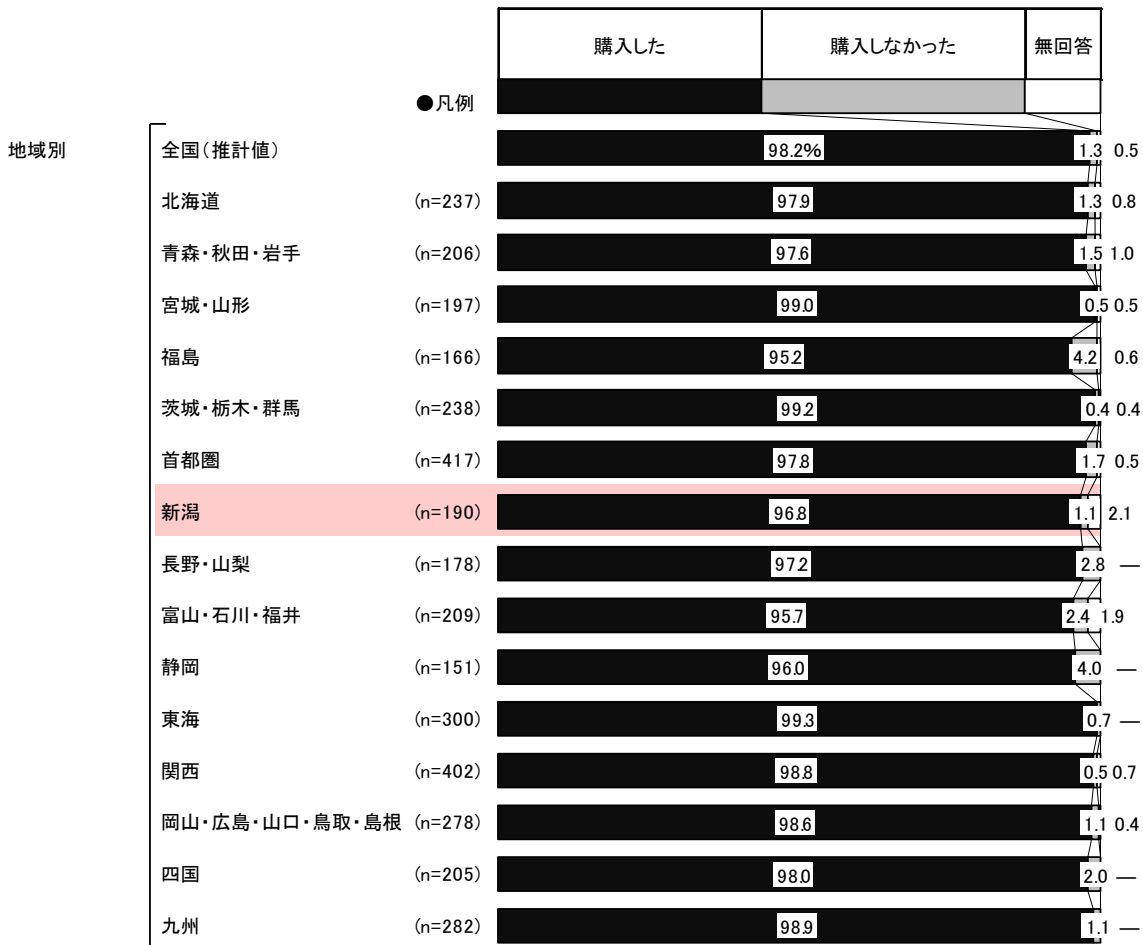 購入した 購入しなかった 無回答
●凡例
地域別 全国(推計値) 98.2% 1.3 0.5
北海道 (n=237) 97.9 1.3 0.8
青森・秋田・岩手 (n=206) 97.6 1.5 1.0
宮城・山形 (n=197) 99.0 0.5 0.5
福島 (n=166) 95.2 4.2 0.6
茨城・栃木・群馬 (n=238) 99.2 0.4 0.4
首都圏 (n=417) 97.8 1.7 0.5
新潟 (n=190) 96.8 1.1 2.1
長野・山梨 (n=178) 97.2 2.8 ―
富山・石川・福井 (n=209) 95.7 2.4 1.9
静岡 (n=151) 96.0 4.0 ―
東海 (n=300) 99.3 0.7 ―
関西 (n=402) 98.8 0.5 0.7
岡山・広島・山口・鳥取・島根 (n=278) 98.6 1.1 0.4
四国 (n=205) 98.0 2.0 ―
九州 (n=282) 98.9 1.1 ―